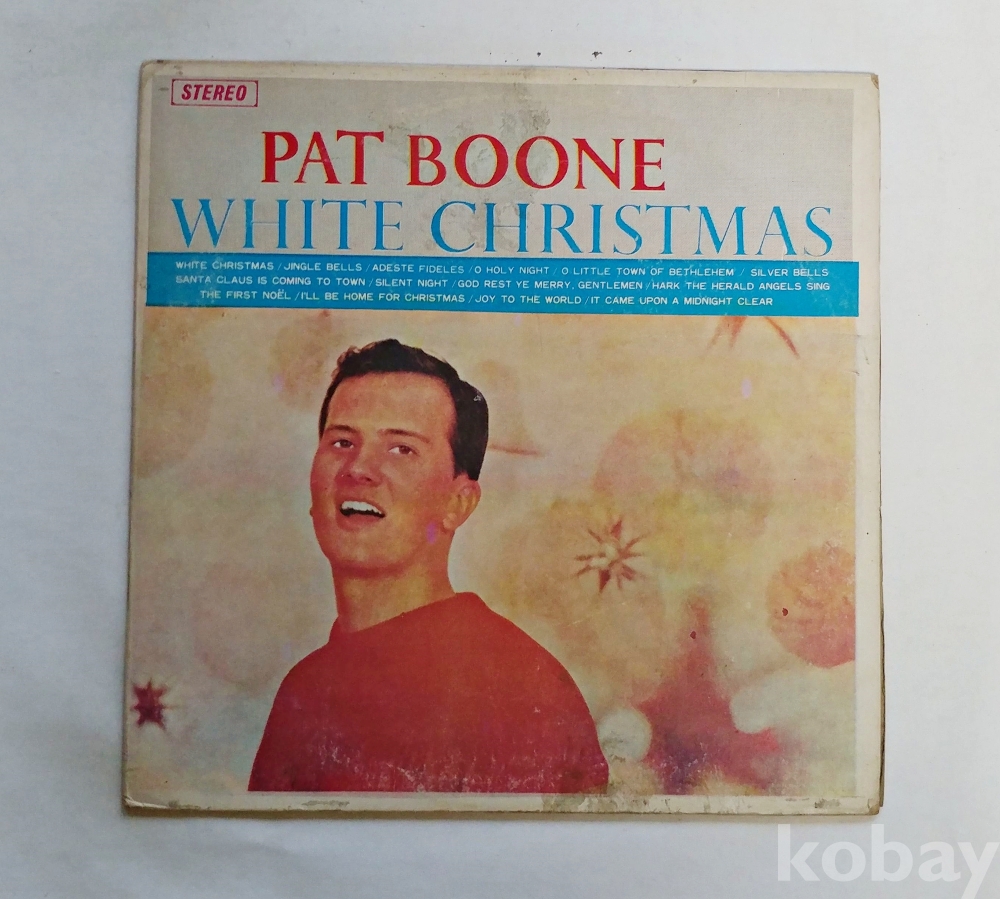 STEREO
PAT BOONE
WHITE CHRISTMAS
WHITE CHRISTMAS / JINGLE BELLS / ADESTE FIDELES / O HOLY NIGHT / O LITTLE TOWN OF BETHLEHEM / SILVER BELLS
SANTA CLAUS IS COMING TO TOWN / SILENT NIGHT / GOD REST YE MERRY, GENTLEMEN / HARK THE HERALD ANGELS SING
THE FIRST NOËL / I'LL BE HOME FOR CHRISTMAS / JOY TO THE WORLD / IT CAME UPON A MIDNIGHT CLEAR
kobay